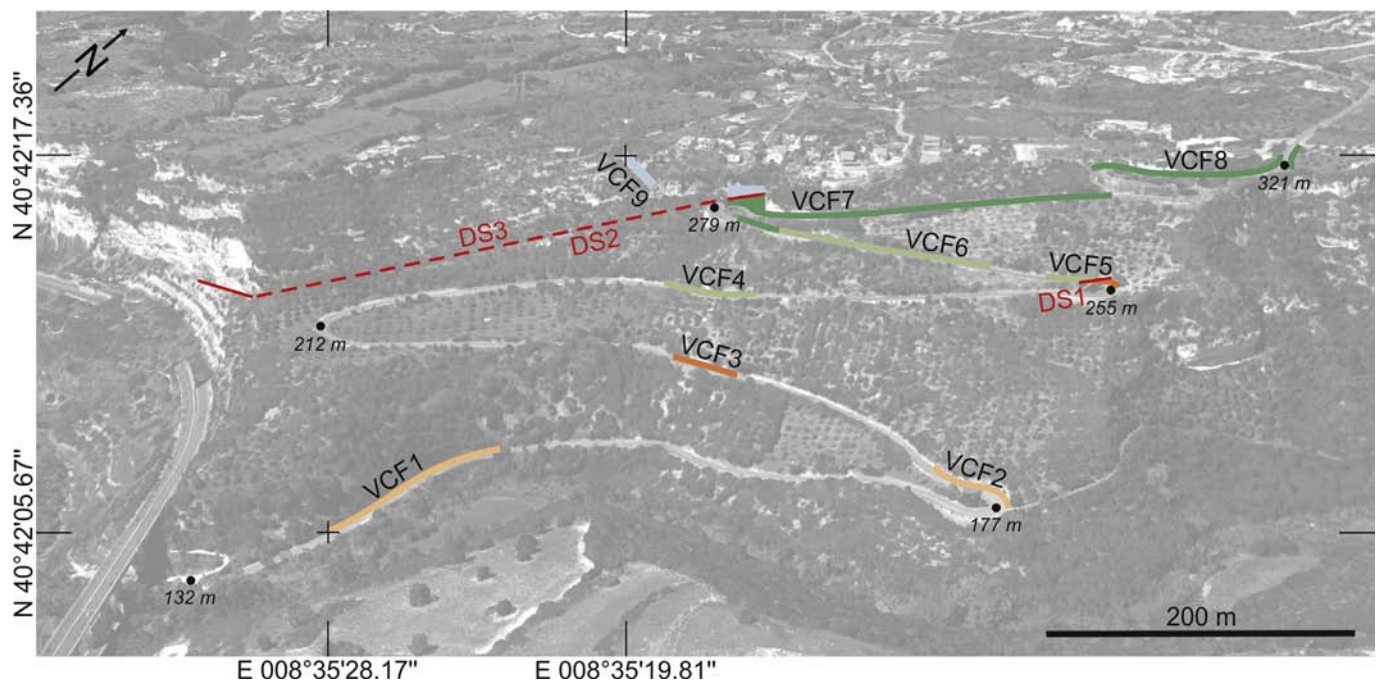 N
N 40°42'17.36"
VCF8
321 m
VCF9
VCF7
279 m
DS3
DS2
VCF6
VCF4
VCF5
DS1
255 m
212 m
VCF3
VCF1
VCF2
177 m
N 40°42'05.67"
132 m
200 m
E 008°35'28.17"
E 008°35'19.81"